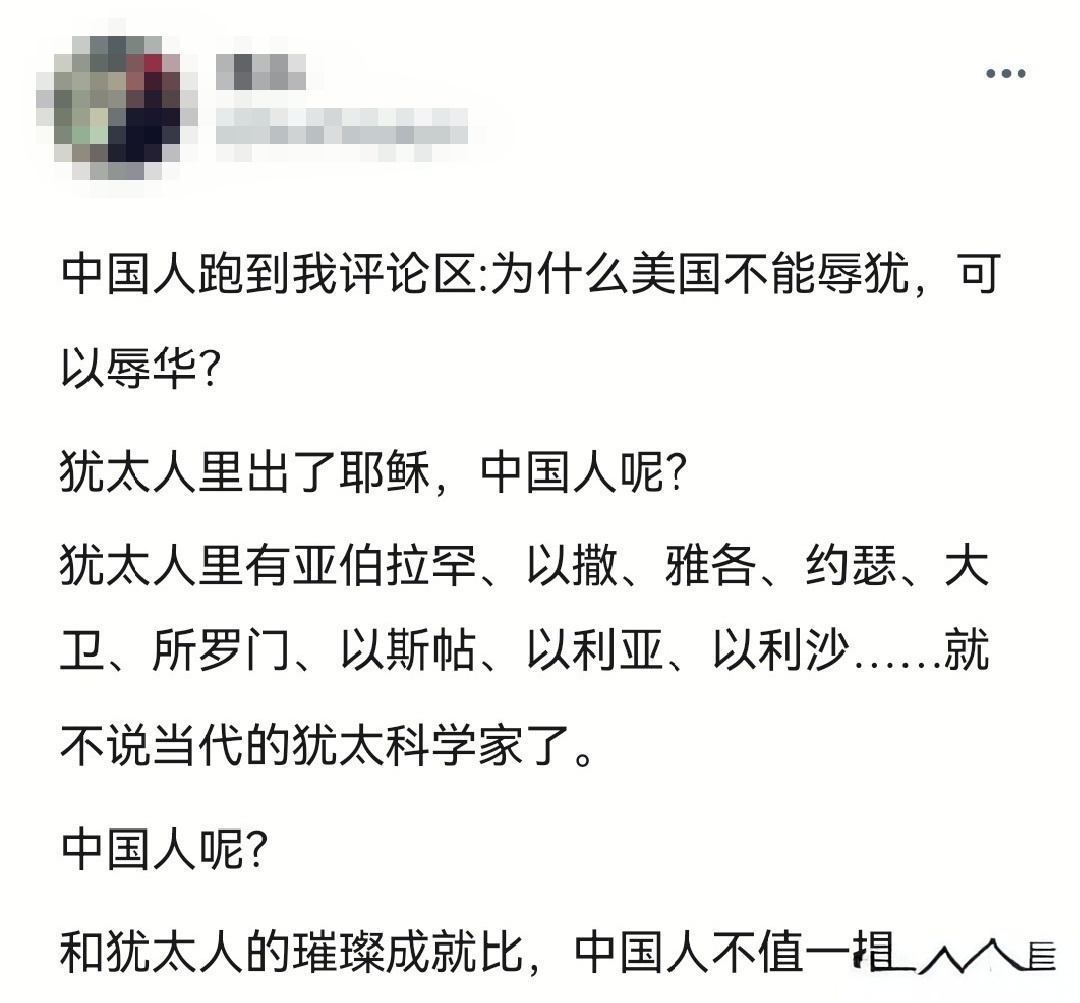 中国人跑到我评论区:为什么美国不能辱犹，可
以辱华？
犹太人里出了耶稣，中国人呢？
犹太人里有亚伯拉罕、以撒、雅各、约瑟、大
卫、所罗门、以斯帖、以利亚、以利沙……就
不说当代的犹太科学家了。
中国人呢？
和犹太人的璀璨成就比，中国人不值一